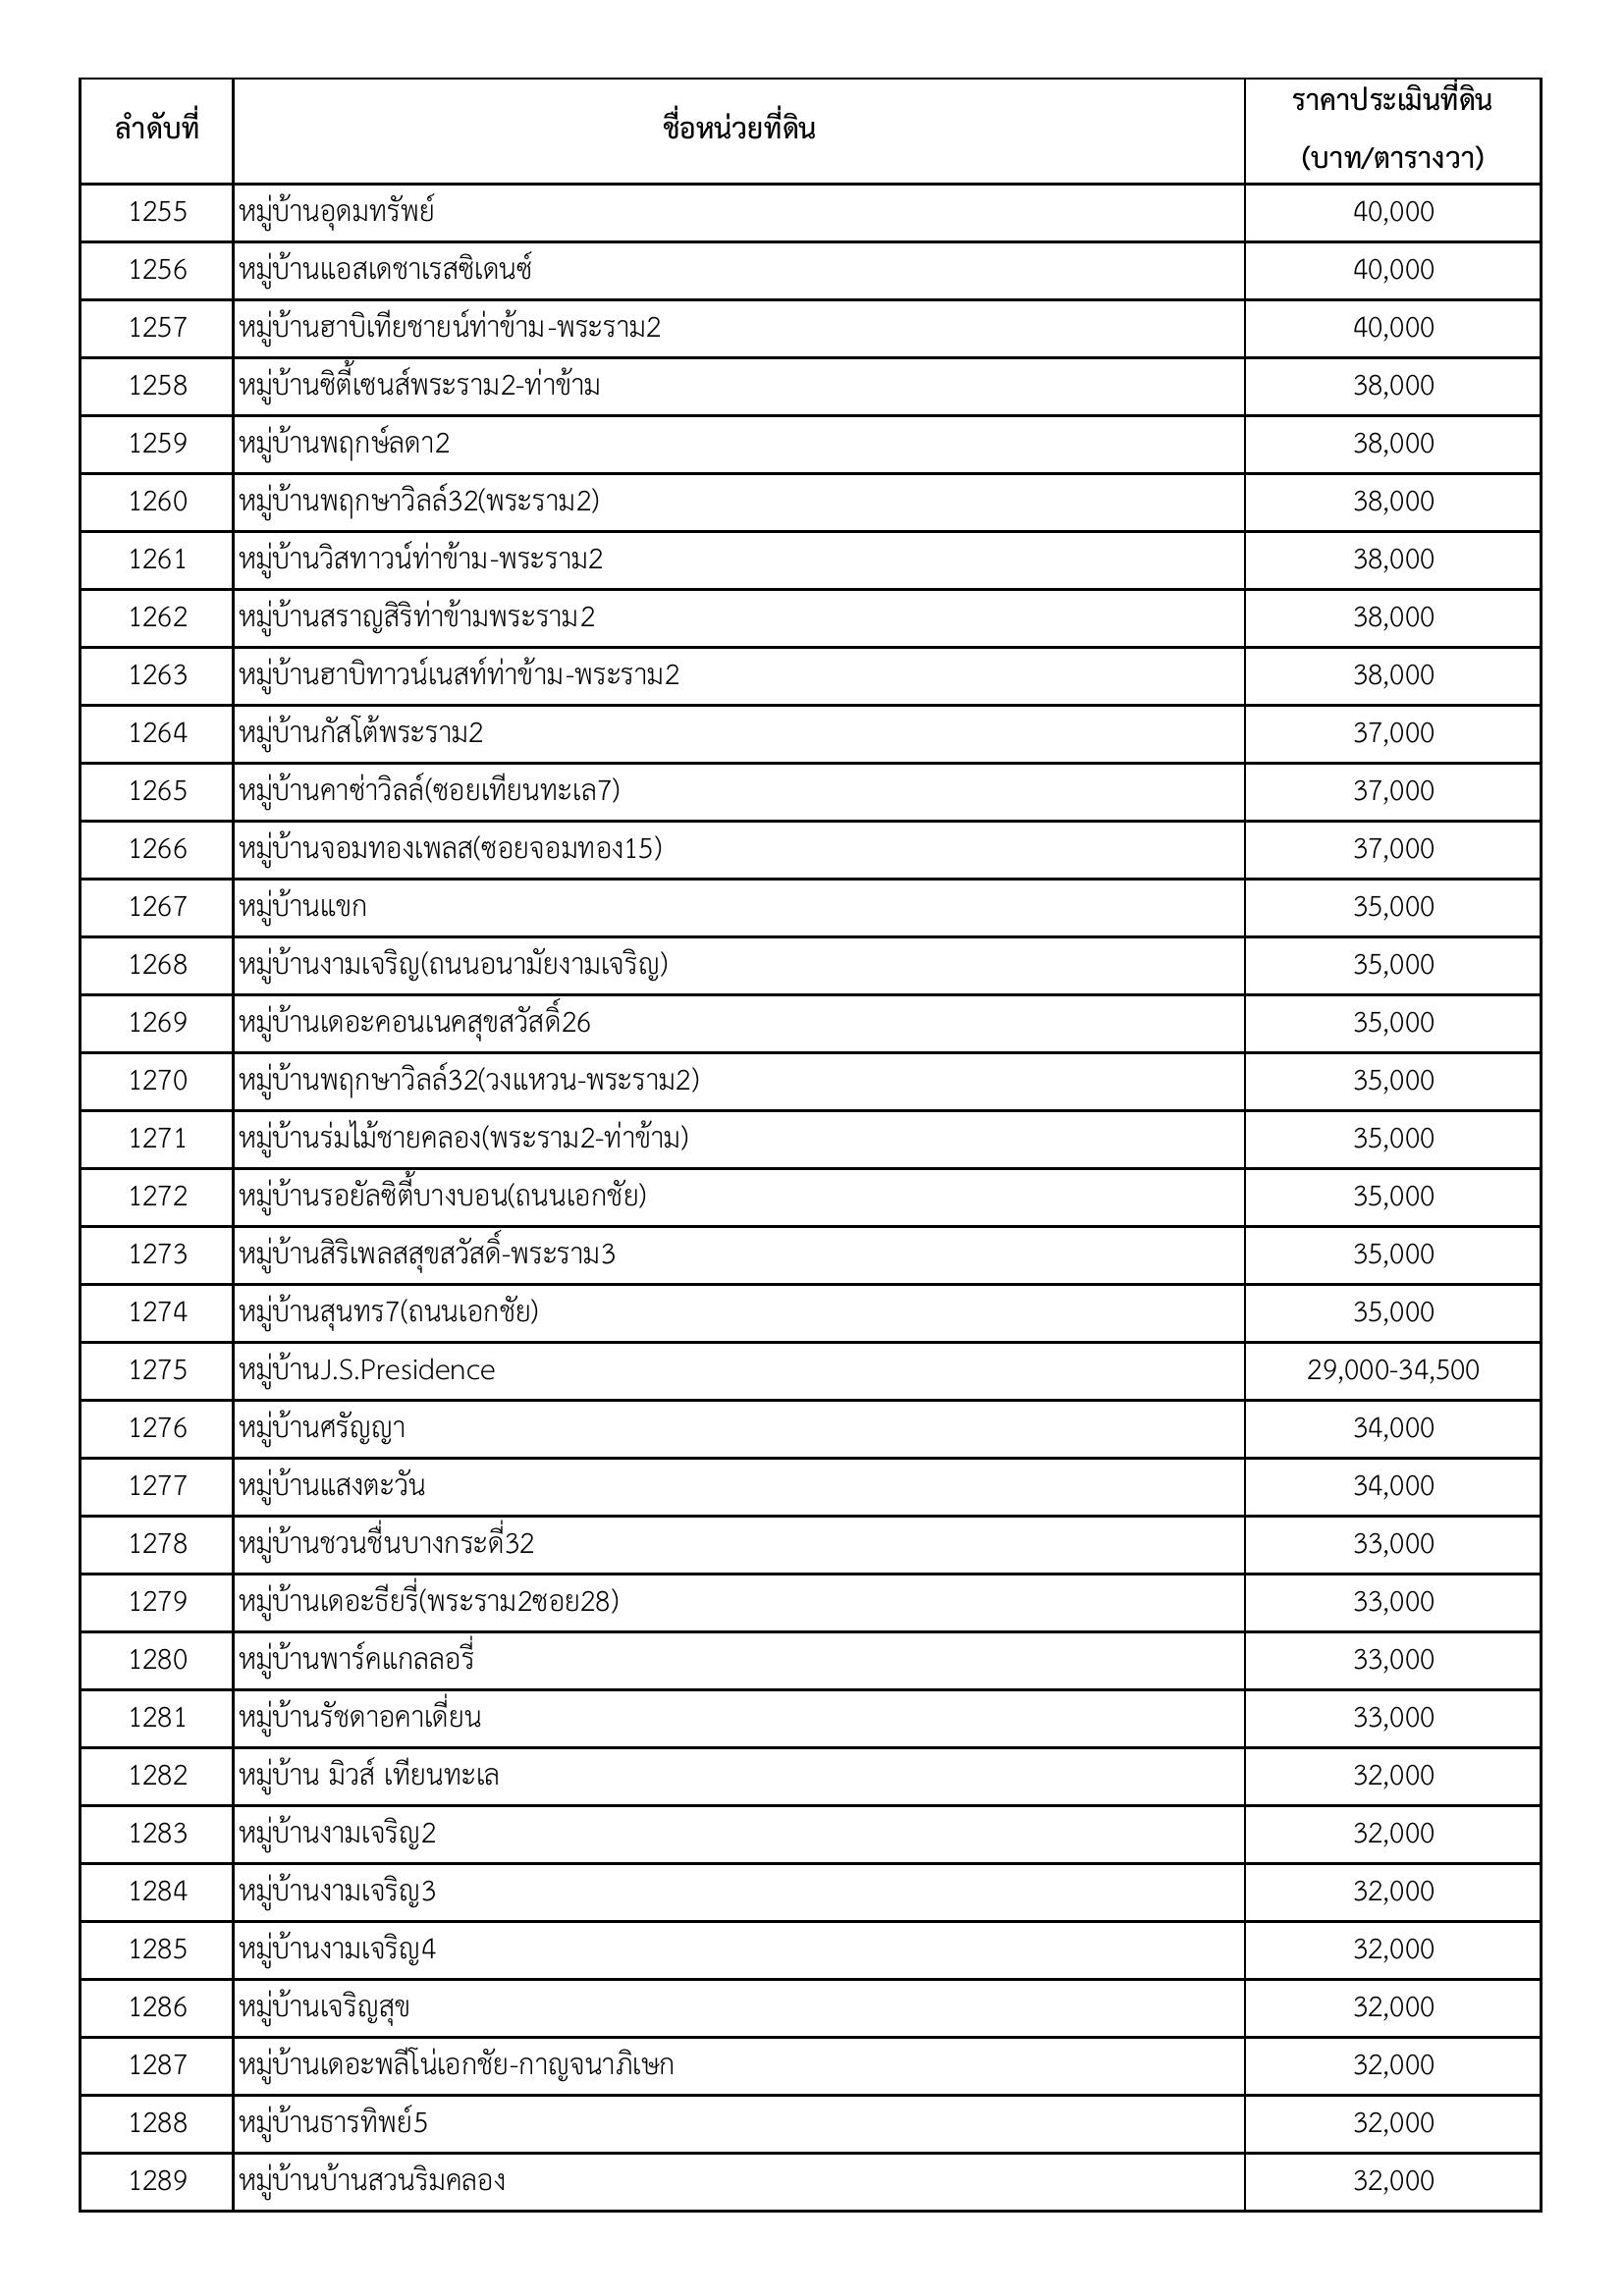 ลำดับที่ ชื่อหน่วยที่ดิน ราคาประเมินที่ดิน
(บาท/ตารางวา)
1255 หมู่บ้านอุดมทรัพย์ 40,000
1256 หมู่บ้านแอสเดชาเรสซิเดนซ์ 40,000
1257 หมู่บ้านฮาบิเทียชายน์ท่าข้าม-พระราม2 40,000
1258 หมู่บ้านซิตี้เซนส์พระราม2-ท่าข้าม 38,000
1259 หมู่บ้านพฤกษ์ลดา2 38,000
1260 หมู่บ้านพฤกษาวิลล์32(พระราม2) 38,000
1261 หมู่บ้านวิสทาวน์ท่าข้าม-พระราม2 38,000
1262 หมู่บ้านสราญสิริท่าข้ามพระราม2 38,000
1263 หมู่บ้านฮาบิทาวน์เนสท์ท่าข้าม-พระราม2 38,000
1264 หมู่บ้านกัสโต้พระราม2 37,000
1265 หมู่บ้านคาซ่าวิลล์(ซอยเทียนทะเล7) 37,000
1266 หมู่บ้านจอมทองเพลส(ซอยจอมทอง15) 37,000
1267 หมู่บ้านแขก 35,000
1268 หมู่บ้านงามเจริญ(ถนนอนามัยงามเจริญ) 35,000
1269 หมู่บ้านเดอะคอนเนคสุขสวัสดิ์26 35,000
1270 หมู่บ้านพฤกษาวิลล์32(วงแหวน-พระราม2) 35,000
1271 หมู่บ้านร่มไม้ชายคลอง(พระราม2-ท่าข้าม) 35,000
1272 หมู่บ้านรอยัลซิตี้บางบอน(ถนนเอกชัย) 35,000
1273 หมู่บ้านสิริเพลสสุขสวัสดิ์-พระราม3 35,000
1274 หมู่บ้านสุนทร7(ถนนเอกชัย) 35,000
1275 หมู่บ้านJ.S.Presidence 29,000-34,500
1276 หมู่บ้านศรัญญา 34,000
1277 หมู่บ้านแสงตะวัน 34,000
1278 หมู่บ้านชวนชื่นบางกระดี่32 33,000
1279 หมู่บ้านเดอะธียรี่(พระราม2ซอย28) 33,000
1280 หมู่บ้านพาร์คแกลลอรี่ 33,000
1281 หมู่บ้านรัชดาอคาเดี่ยน 33,000
1282 หมู่บ้าน มิวส์ เทียนทะเล 32,000
1283 หมู่บ้านงามเจริญ2 32,000
1284 หมู่บ้านงามเจริญ3 32,000
1285 หมู่บ้านงามเจริญ4 32,000
1286 หมู่บ้านเจริญสุข 32,000
1287 หมู่บ้านเดอะพลีโน่เอกชัย-กาญจนาภิเษก 32,000
1288 หมู่บ้านธารทิพย์5 32,000
1289 หมู่บ้านบ้านสวนริมคลอง 32,000